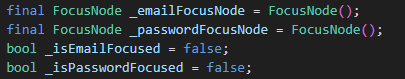 final FocusNode _emailFocusNode = FocusNode();
final FocusNode _passwordFocusNode = FocusNode();
bool _isEmailFocused = false;
bool _isPasswordFocused = false;